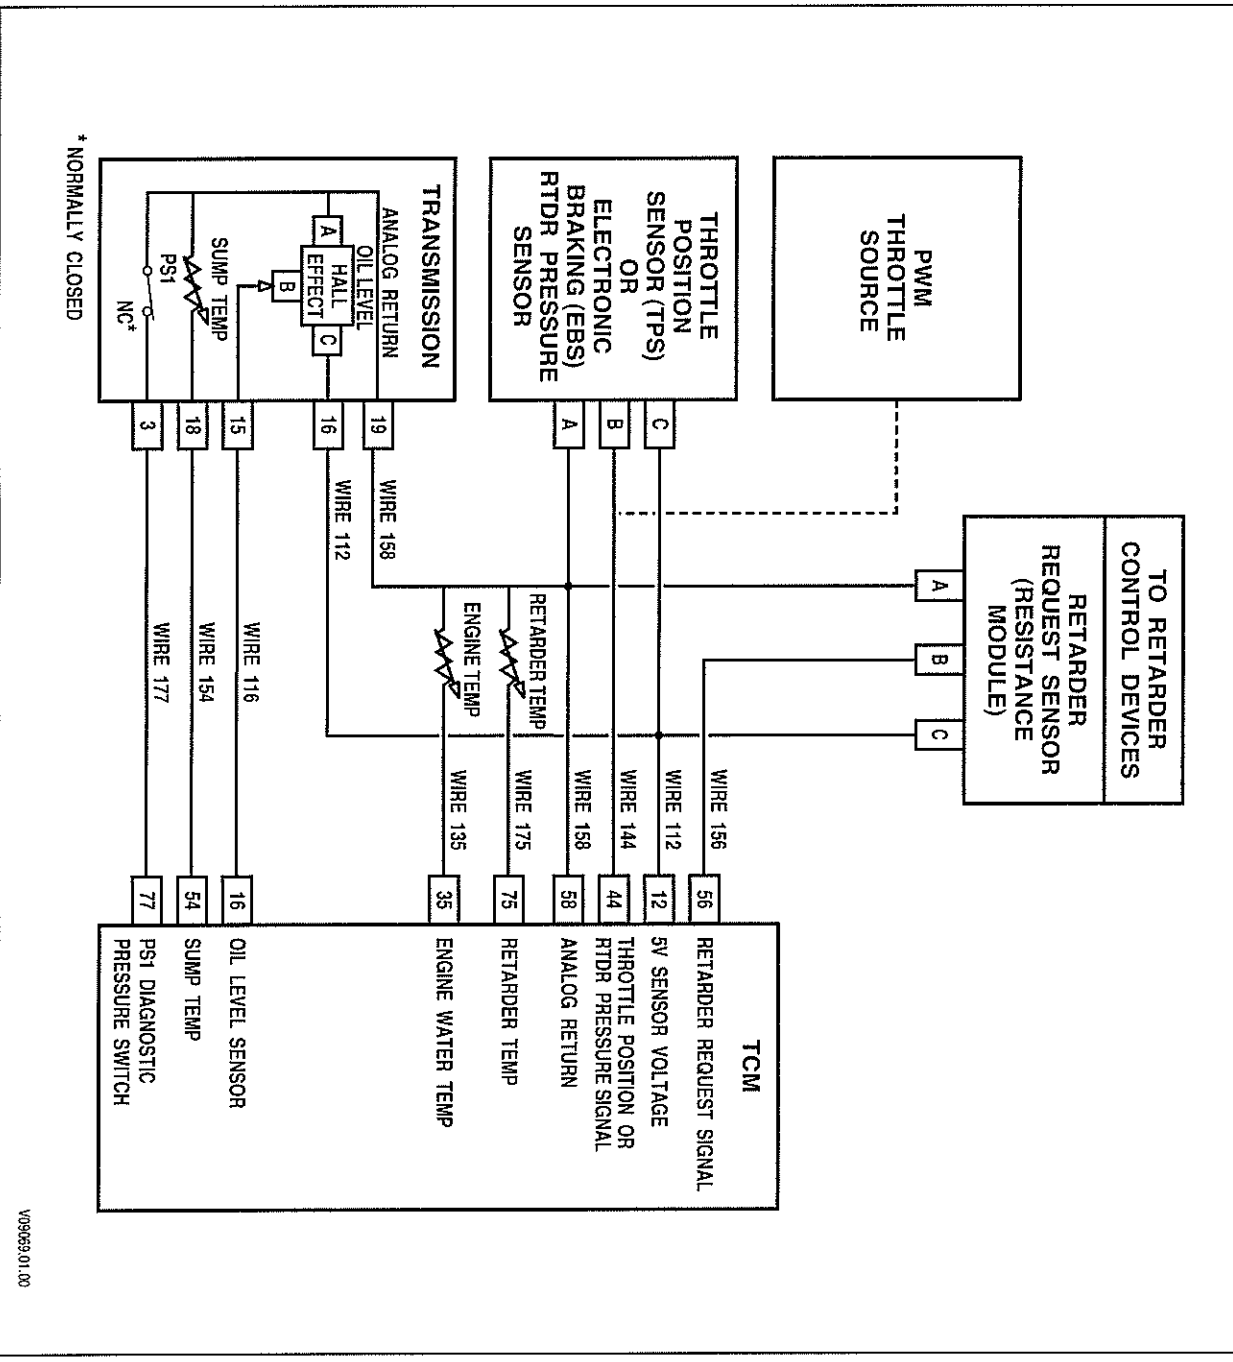 TO RETARDER
CONTROL DEVICES
RETARDER
REQUEST SENSOR
(RESISTANCE
MODULE)
A
B
C
PWM
THROTTLE
SOURCE
THROTTLE
POSITION
SENSOR (TPS)
OR
ELECTRONIC
BRAKING (EBS)
RTDR PRESSURE
SENSOR
C
B
A
TRANSMISSION
ANALOG RETURN
OIL LEVEL
A
HALL
EFFECT
B
C
SUMP TEMP
PS1
NC*
19
16
15
18
3
WIRE 158
WIRE 112
RETARDER TEMP
ENGINE TEMP
WIRE 116
WIRE 154
WIRE 177
WIRE 156
WIRE 112
WIRE 144
WIRE 158
WIRE 175
WIRE 135
TCM
56
RETARDER REQUEST SIGNAL
12
5V SENSOR VOLTAGE
44
THROTTLE POSITION OR
RTDR PRESSURE SIGNAL
58
ANALOG RETURN
75
RETARDER TEMP
35
ENGINE WATER TEMP
16
OIL LEVEL SENSOR
54
SUMP TEMP
77
PS1 DIAGNOSTIC
PRESSURE SWITCH
* NORMALLY CLOSED
V09069.01.00